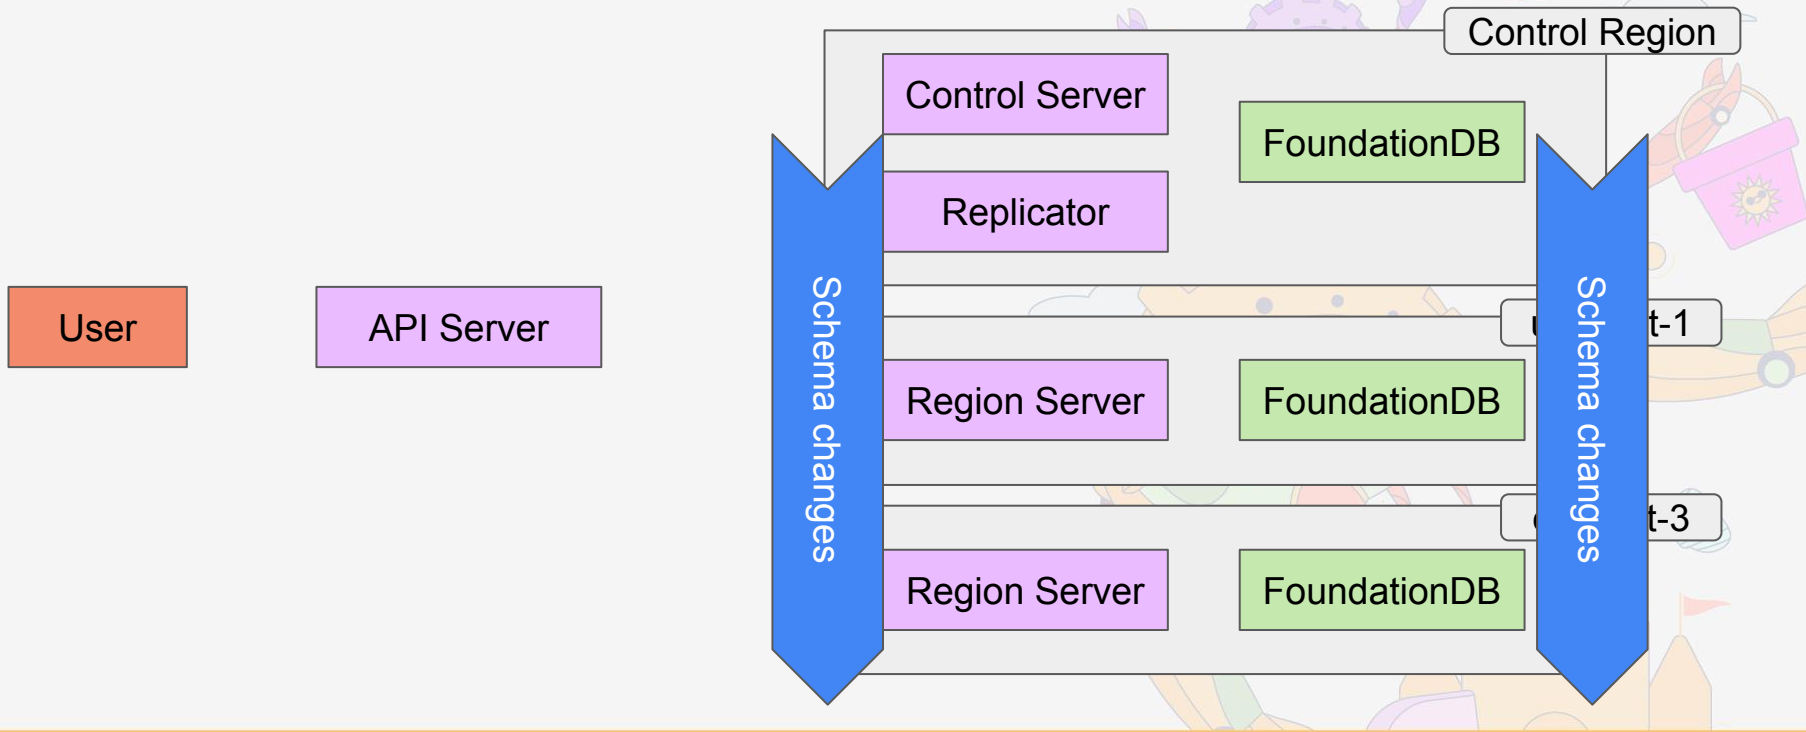 Control Region
Control Server
FoundationDB
Replicator
User
API Server
Schema changes
Schema changes
t-1
Region Server
FoundationDB
t-3
Region Server
FoundationDB